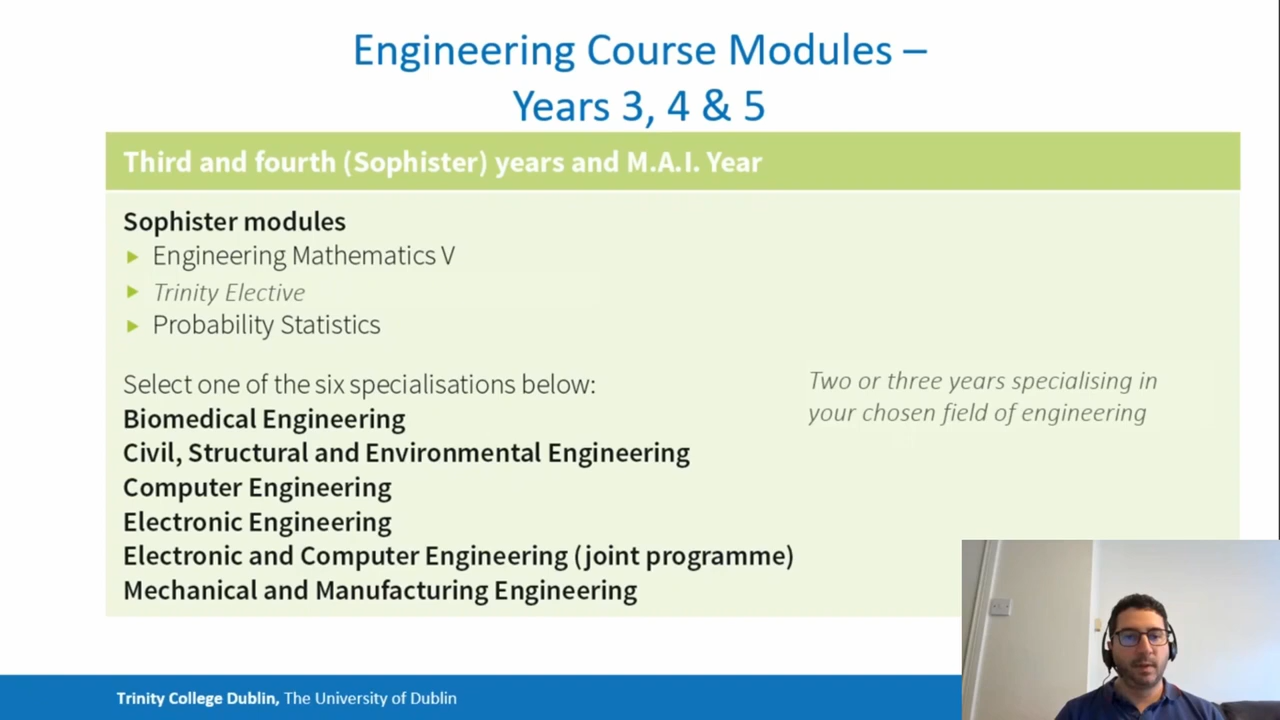 Engineering Course Modules –
Years 3, 4 & 5
Third and fourth (Sophister) years and M.A.I. Year
Sophister modules
Engineering Mathematics V
Trinity Elective
Probability Statistics
Select one of the six specialisations below:
Biomedical Engineering
Civil, Structural and Environmental Engineering
Computer Engineering
Electronic Engineering
Electronic and Computer Engineering (joint programme)
Mechanical and Manufacturing Engineering
Two or three years specialising in
your chosen field of engineering
Trinity College Dublin, The University of Dublin